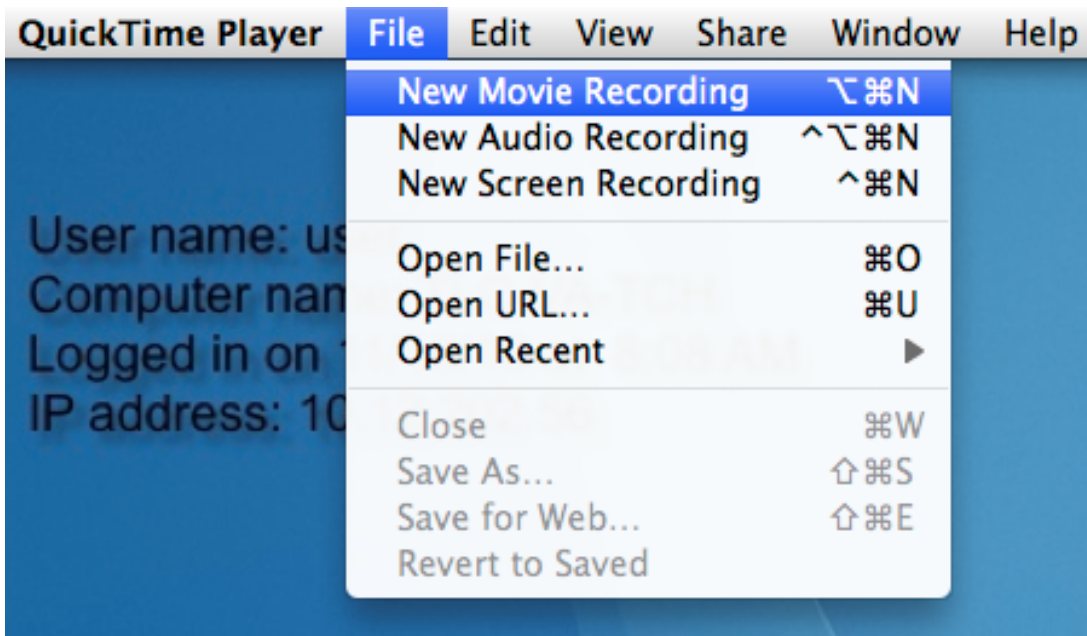 QuickTime Player File Edit View Share Window Help
New Movie Recording ⌥⌘N
New Audio Recording ^⌥⌘N
New Screen Recording ^⌘N
Open File... ⌘O
Open URL... ⌘U
Open Recent ▶
Close ⌘W
Save As... ⇧⌘S
Save for Web... ⇧⌘E
Revert to Saved
User name: user
Computer name
Logged in on
IP address: 10